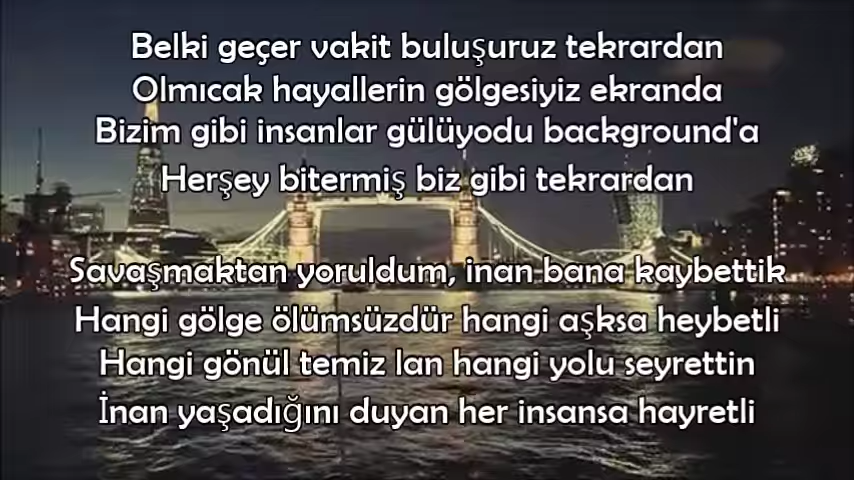 Belki geçer vakit buluşuruz tekrardan
Olmıcak hayallerin gölgesiyiz ekranda
Bizim gibi insanlar gülüyodu background'a
Herşey bitermiş biz gibi tekrardan
Savaşmaktan yoruldum, inan bana kaybettik
Hangi gölge ölümsüzdür hangi aşksa heybetli
Hangi gönül temiz lan hangi yolu seyrettin
İnan yaşadığını duyan her insansa hayretli